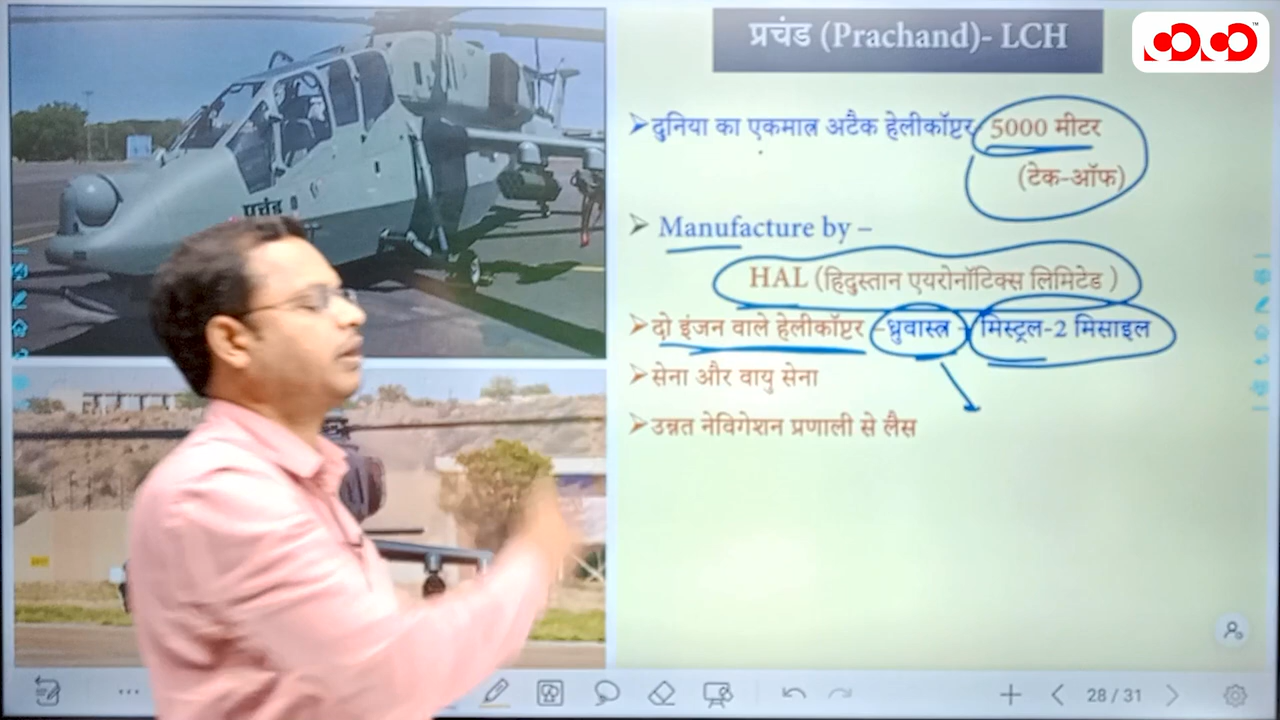 प्रचंड (Prachand)- LCH
➤दुनिया का एकमात्र अटैक हेलीकॉप्टर 5000 मीटर
(टेक-ऑफ)
➤ Manufacture by –
HAL (हिदुस्तान एयरोनॉटिक्स लिमिटेड )
➤दो इंजन वाले हेलीकॉप्टर -ध्रुवास्त्र - मिस्ट्रल-2 मिसाइल
➤सेना और वायु सेना
➤उन्नत नेविगेशन प्रणाली से लैस
प्रचंड
28 / 31